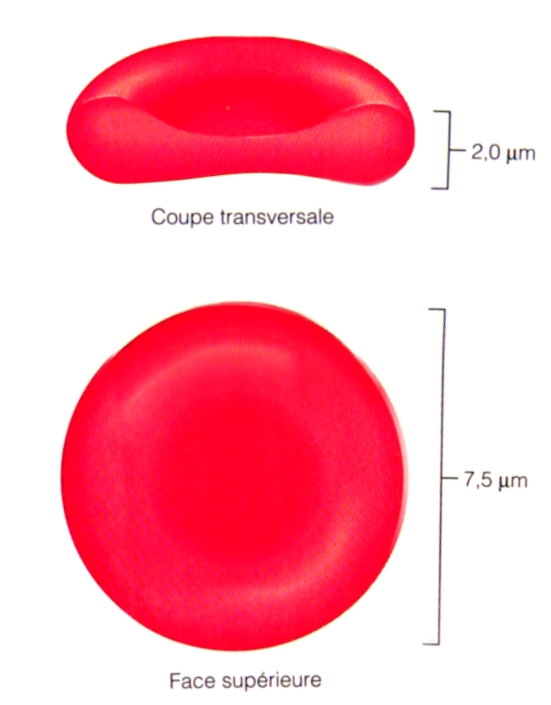 2,0 µm
Coupe transversale
7,5 µm
Face supérieure